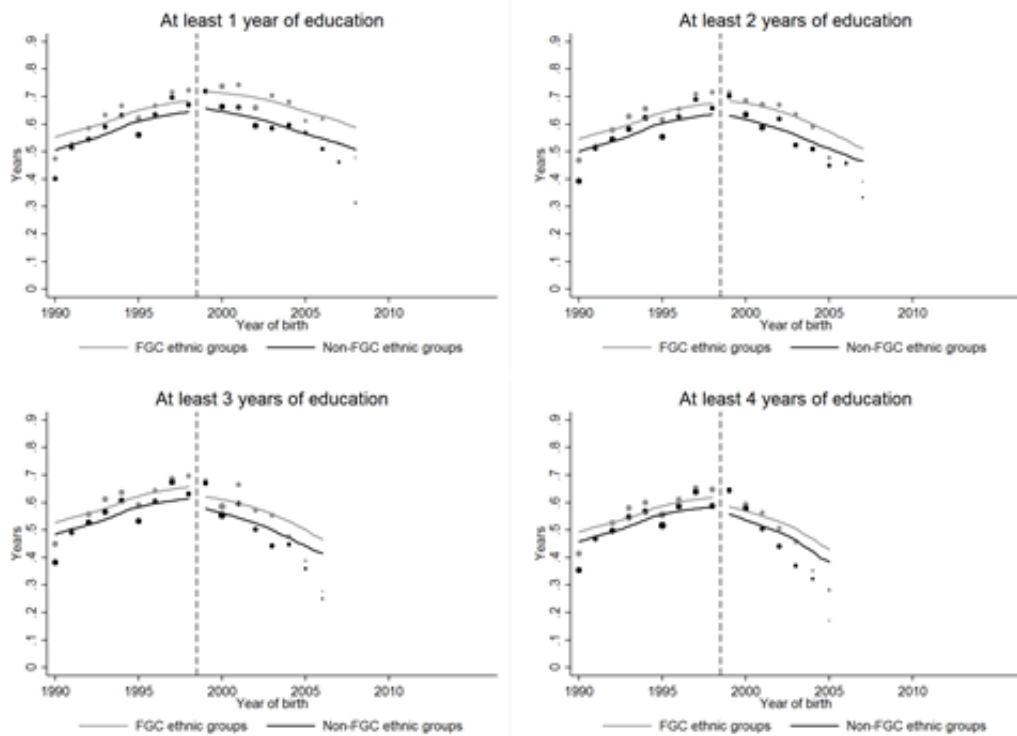 At least 1 year of education
.9
.8
.7
.6
.5
.4
.3
.2
.1
0
Years
1990 1995 2000 2005 2010
Year of birth
FGC ethnic groups Non-FGC ethnic groups
At least 2 years of education
.9
.8
.7
.6
.5
.4
.3
.2
.1
0
Years
1990 1995 2000 2005 2010
Year of birth
FGC ethnic groups Non-FGC ethnic groups
At least 3 years of education
.9
.8
.7
.6
.5
.4
.3
.2
.1
0
Years
1990 1995 2000 2005 2010
Year of birth
FGC ethnic groups Non-FGC ethnic groups
At least 4 years of education
.9
.8
.7
.6
.5
.4
.3
.2
.1
0
Years
1990 1995 2000 2005 2010
Year of birth
FGC ethnic groups Non-FGC ethnic groups